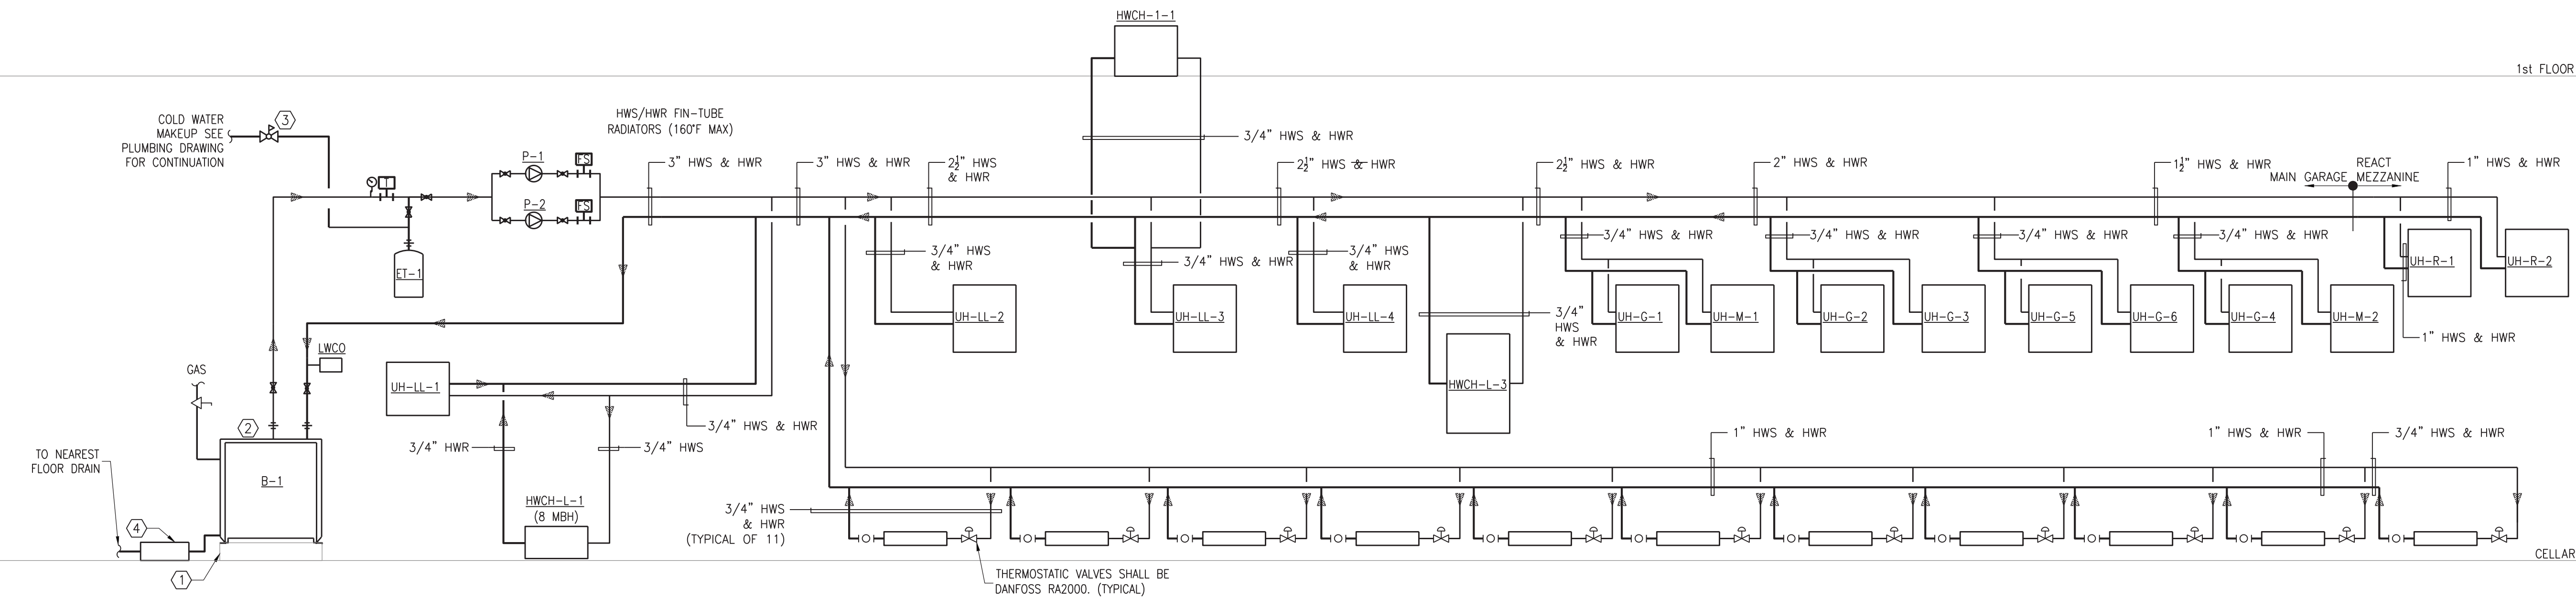 HWCH-1-1
1st FLOOR
COLD WATER
MAKEUP SEE
PLUMBING DRAWING
FOR CONTINUATION
3
HWS/HWR FIN-TUBE
RADIATORS (160°F MAX)
3/4" HWS & HWR
P-1
FS
T
3" HWS & HWR
3" HWS & HWR
2½" HWS
& HWR
2½" HWS & HWR
2½" HWS & HWR
2" HWS & HWR
1½" HWS & HWR
REACT
MAIN GARAGE
MEZZANINE
1" HWS & HWR
P-2
FS
ET-1
3/4" HWS
& HWR
3/4" HWS & HWR
3/4" HWS
& HWR
3/4" HWS & HWR
3/4" HWS & HWR
3/4" HWS & HWR
3/4" HWS & HWR
UH-R-1
UH-R-2
UH-LL-2
UH-LL-3
UH-LL-4
3/4"
HWS
& HWR
UH-G-1
UH-M-1
UH-G-2
UH-G-3
UH-G-5
UH-G-6
UH-G-4
UH-M-2
1" HWS & HWR
LWCO
GAS
UH-LL-1
HWCH-L-3
2
3/4" HWS & HWR
3/4" HWR
3/4" HWS
1" HWS & HWR
1" HWS & HWR
3/4" HWS & HWR
TO NEAREST
FLOOR DRAIN
B-1
HWCH-L-1
(8 MBH)
3/4" HWS
& HWR
(TYPICAL OF 11)
4
1
THERMOSTATIC VALVES SHALL BE
DANFOSS RA2000. (TYPICAL)
CELLAR